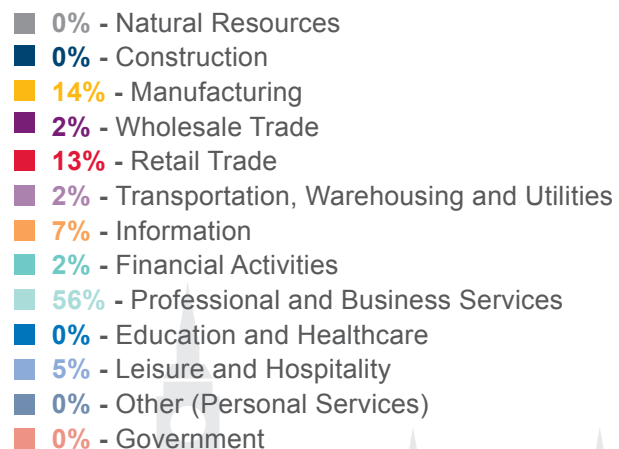 0% - Natural Resources
0% - Construction
14% - Manufacturing
2% - Wholesale Trade
13% - Retail Trade
2% - Transportation, Warehousing and Utilities
7% - Information
2% - Financial Activities
56% - Professional and Business Services
0% - Education and Healthcare
5% - Leisure and Hospitality
0% - Other (Personal Services)
0% - Government